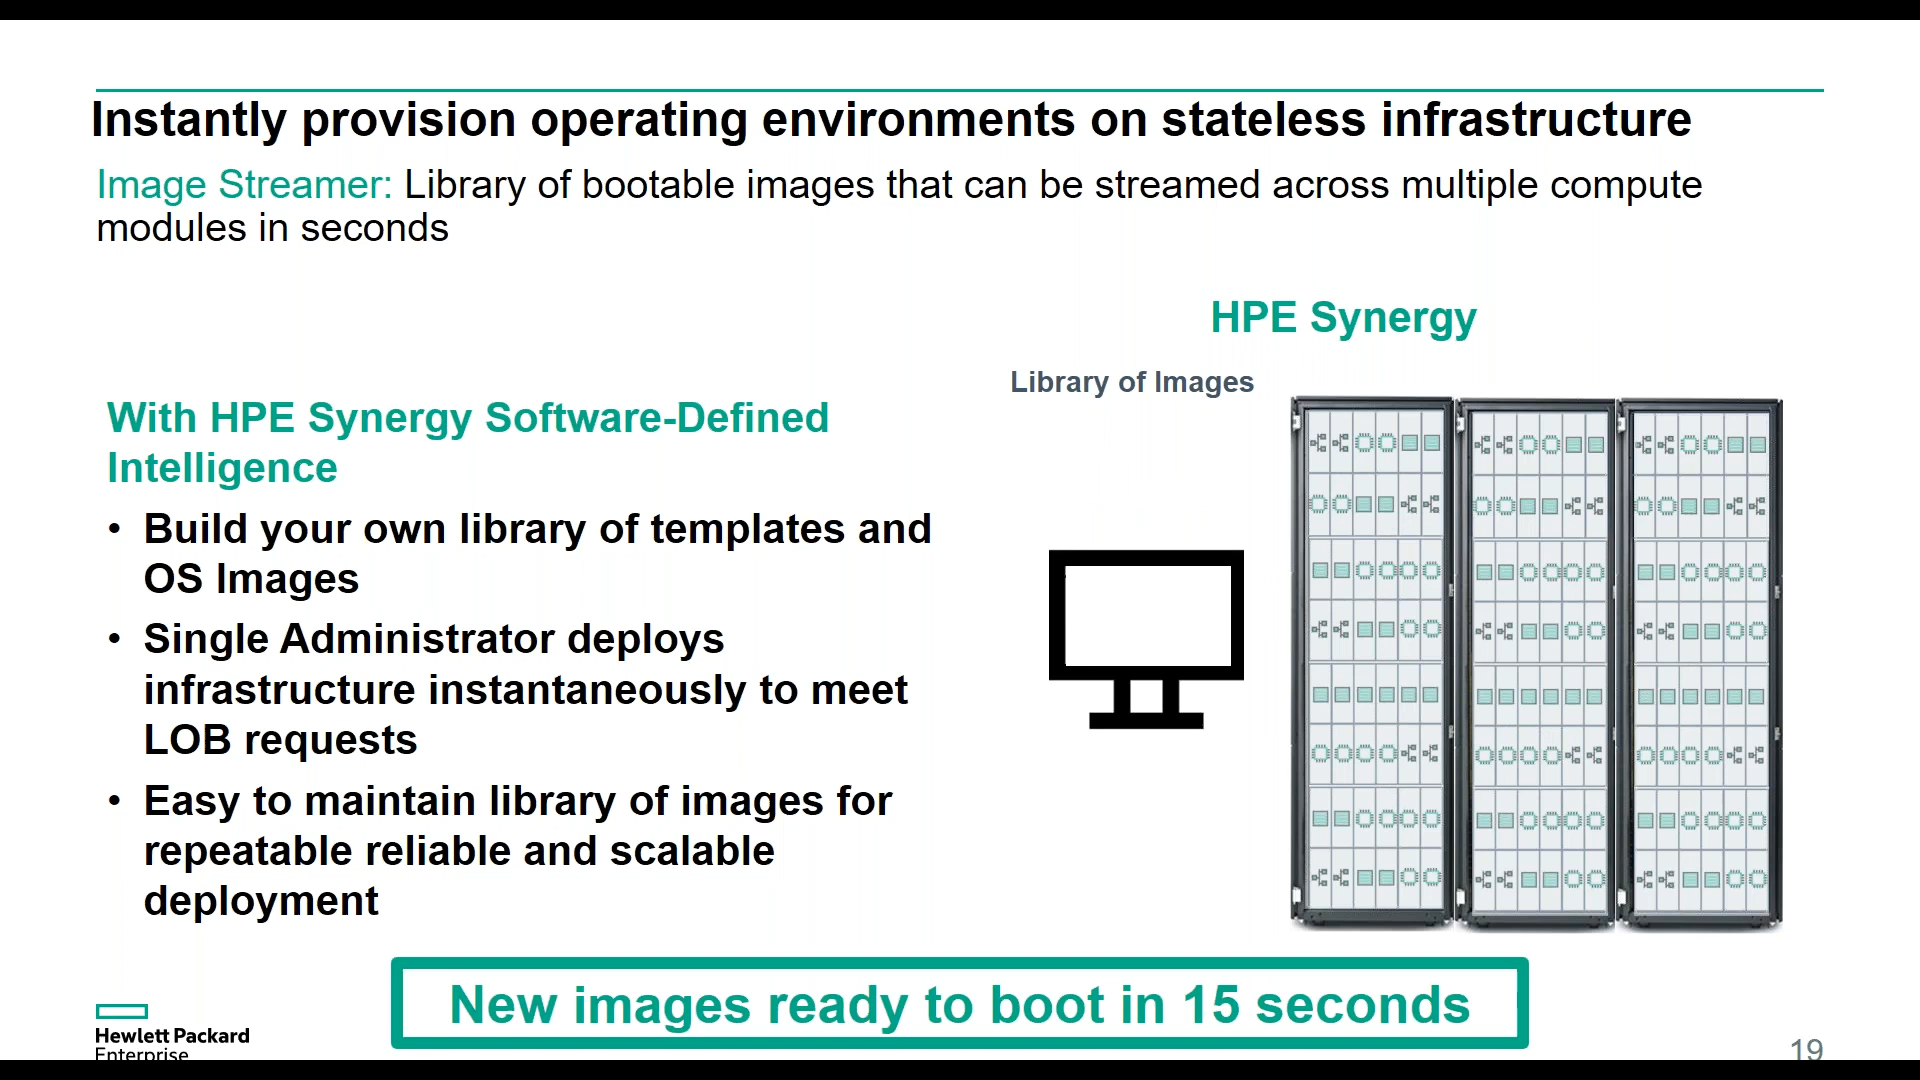 Instantly provision operating environments on stateless infrastructure
Image Streamer: Library of bootable images that can be streamed across multiple compute
modules in seconds
HPE Synergy
Library of Images
With HPE Synergy Software-Defined
Intelligence
• Build your own library of templates and
OS Images
• Single Administrator deploys
infrastructure instantaneously to meet
LOB requests
• Easy to maintain library of images for
repeatable reliable and scalable
deployment
New images ready to boot in 15 seconds
Hewlett Packard
Enterprise
19